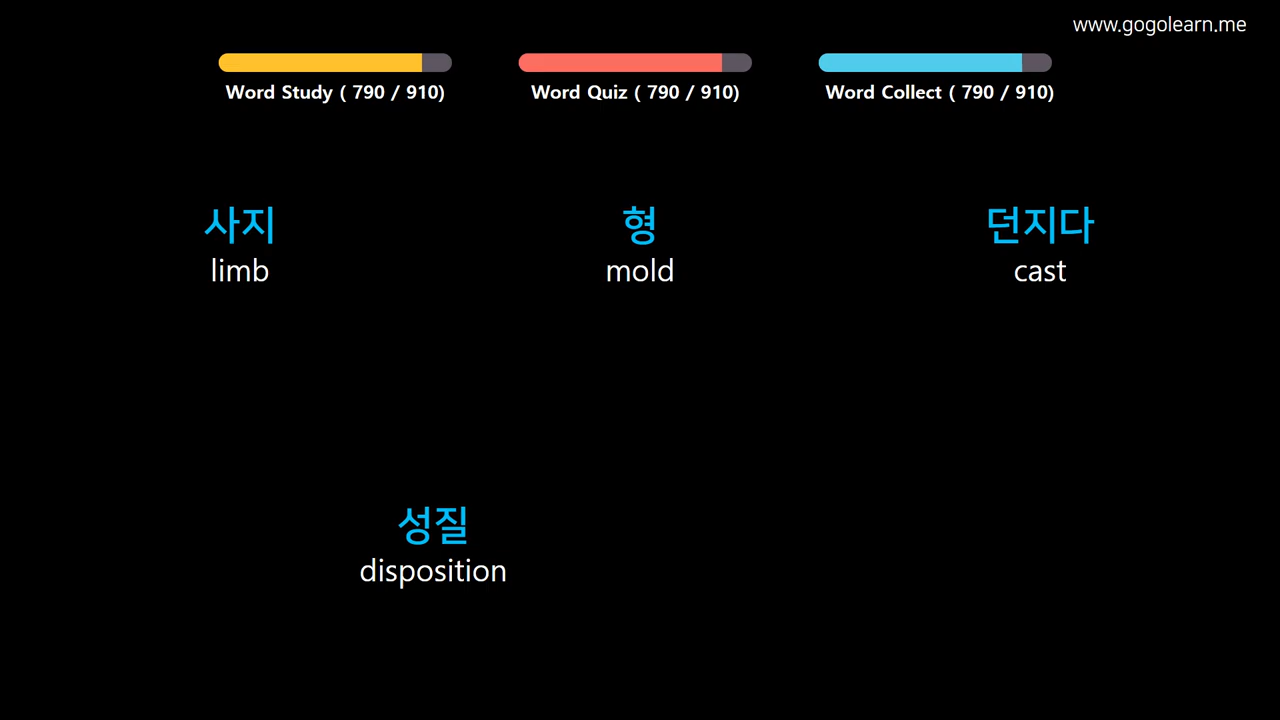 www.gogolearn.me
Word Study ( 790 / 910)
Word Quiz ( 790 / 910)
Word Collect ( 790 / 910)
사지
limb
형
mold
던지다
cast
성질
disposition